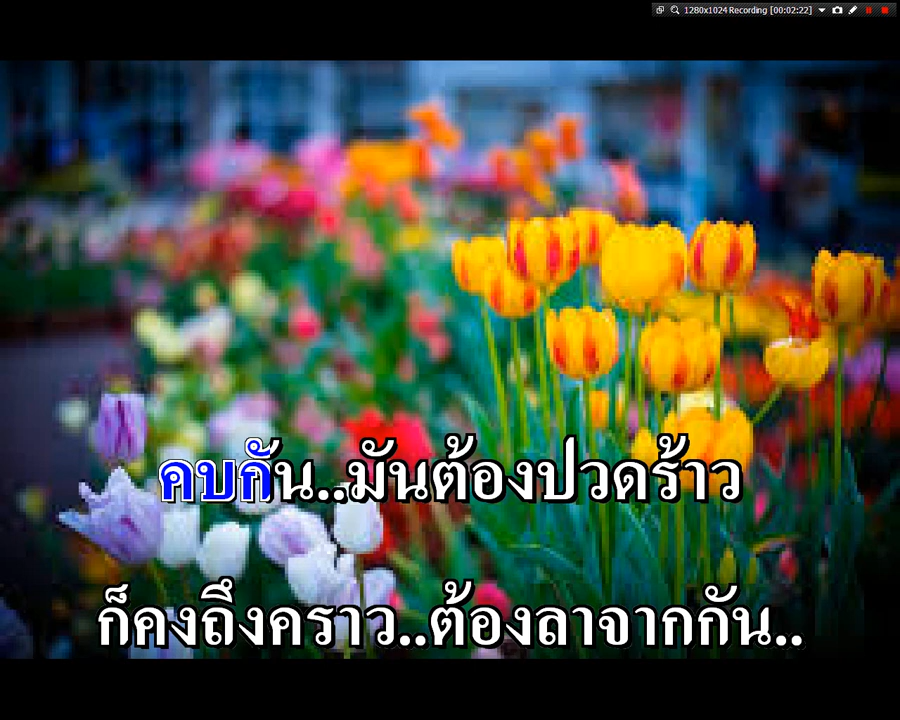 1280x1024 Recording [00:02:22]
คบกัน..มันต้องปวดร้าว
ก็คงถึงคราว..ต้องลาจากกัน..